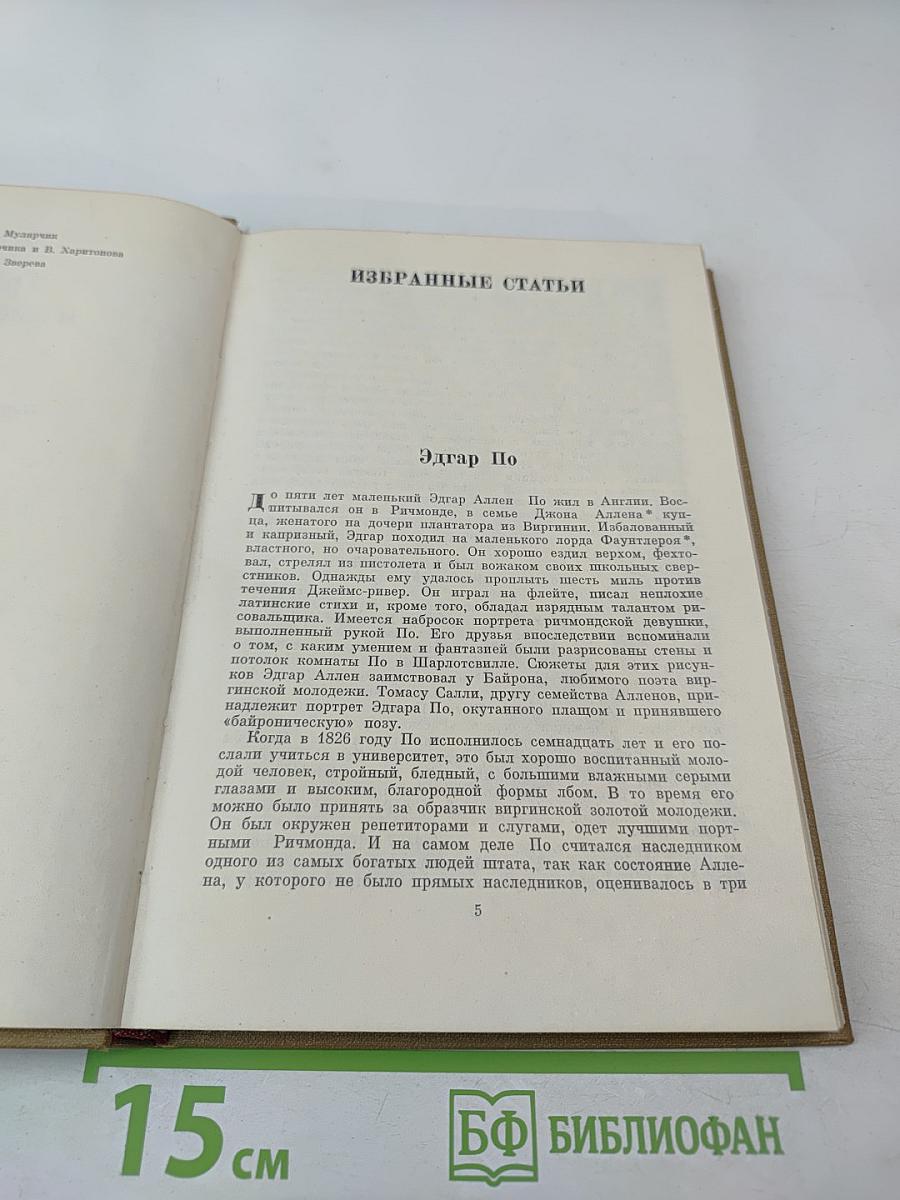 Мулярчик
чика и В. Харитонова
Зверева
ИЗБРАННЫЕ СТАТЬИ
Эдгар По
До пяти лет маленький Эдгар Аллен По жил в Англии. Вос-
питывался он в Ричмонде, в семье Джона Аллена* куп-
ца, женатого на дочери плантатора из Виргинии. Избалованный
и капризный, Эдгар походил на маленького лорда Фаунтлероя*,
властного, но очаровательного. Он хорошо ездил верхом, фехто-
вал, стрелял из пистолета и был вожаком своих школьных свер-
стников. Однажды ему удалось проплыть шесть миль против
течения Джеймс-ривер. Он играл на флейте, писал неплохие
латинские стихи и, кроме того, обладал изрядным талантом ри-
совальщика. Имеется набросок портрета ричмондской девушки,
выполненный рукой По. Его друзья впоследствии вспоминали
о том, с каким умением и фантазией были разрисованы стены и
потолок комнаты По в Шарлотсвилле. Сюжеты для этих рисун-
ков Эдгар Аллен заимствовал у Байрона, любимого поэта вир-
гинской молодежи. Томасу Салли, другу семейства Алленов, при-
надлежит портрет Эдгара По, окутанного плащом и принявшего
«байроническую» позу.
Когда в 1826 году По исполнилось семнадцать лет и его по-
слали учиться в университет, это был хорошо воспитанный моло-
дой человек, стройный, бледный, с большими влажными серыми
глазами и высоким, благородной формы лбом. В то время его
можно было принять за образчик виргинской золотой молодежи.
Он был окружен репетиторами и слугами, одет лучшими порт-
ными Ричмонда. И на самом деле По считался наследником
одного из самых богатых людей штата, так как состояние Алле-
на, у которого не было прямых наследников, оценивалось в три
5
15 см
БФ БИБЛИОФАН